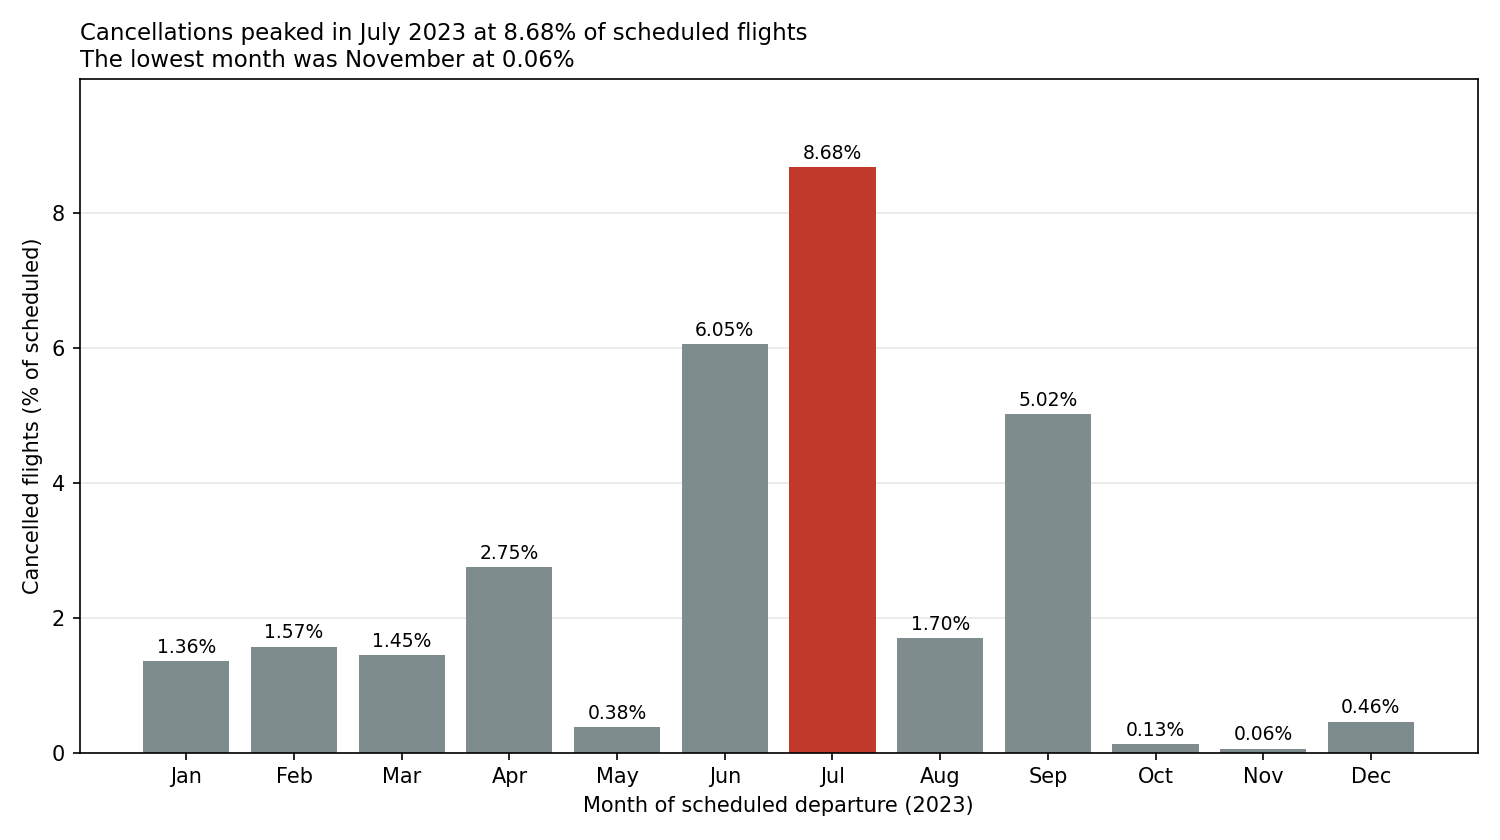 Cancellations peaked in July 2023 at 8.68% of scheduled flights
The lowest month was November at 0.06%
Cancelled flights (% of scheduled)
8
6
4
2
0
1.36%
1.57%
1.45%
2.75%
0.38%
6.05%
8.68%
1.70%
5.02%
0.13%
0.06%
0.46%
Jan
Feb
Mar
Apr
May
Jun
Jul
Aug
Sep
Oct
Nov
Dec
Month of scheduled departure (2023)